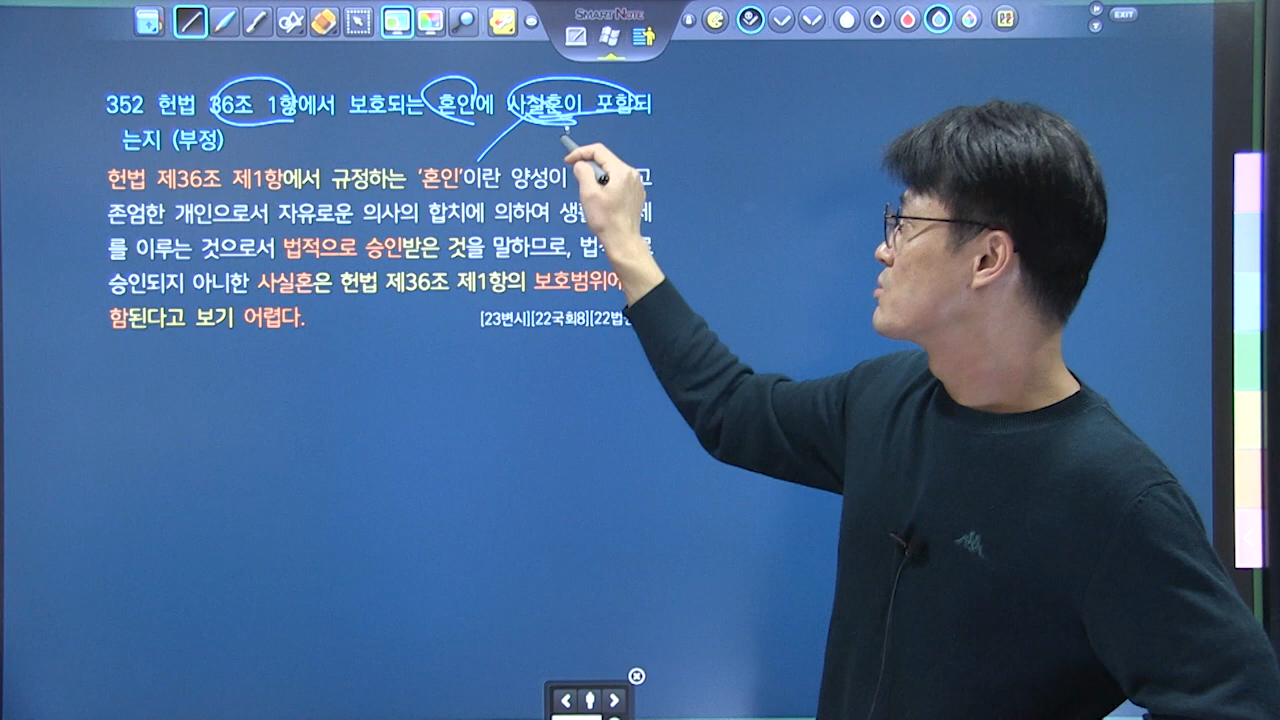 SMARTNOTE
EXIT
352 헌법 36조 1항에서 보호되는 혼인에 사실혼이 포함되
는지 (부정)
헌법 제36조 제1항에서 규정하는 '혼인'이란 양성이 고
존엄한 개인으로서 자유로운 의사의 합치에 의하여 생활
를 이루는 것으로서 법적으로 승인받은 것을 말하므로,
승인되지 아니한 사실혼은 헌법 제36조 제1항의 보호범위에
함된다고 보기 어렵다.
[23변시][22국회8][22법